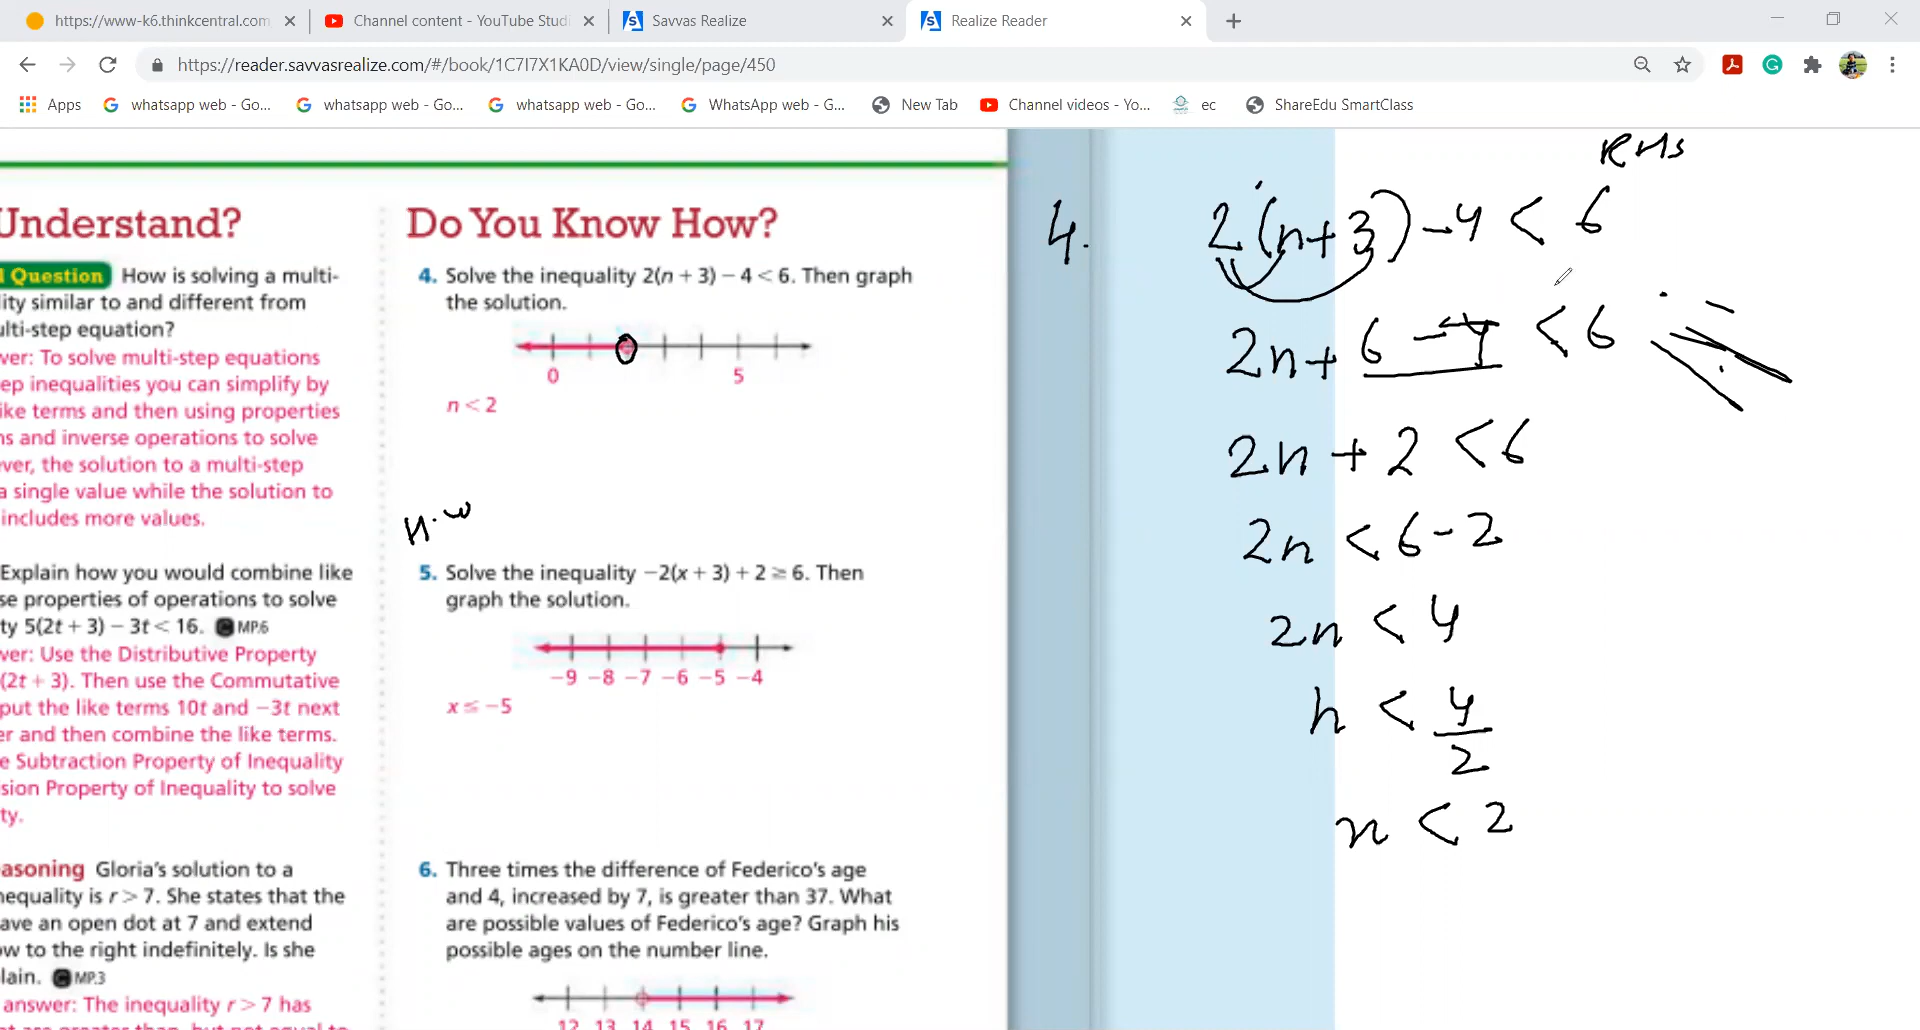 https://www-k6.thinkcentral.com
Channel content - YouTube Studi
Savvas Realize
Realize Reader
https://reader.savvasrealize.com/#/book/1C7I7X1KA0D/view/single/page/450
Apps
whatsapp web - Go...
whatsapp web - Go...
whatsapp web - Go...
WhatsApp web - G...
New Tab
Channel videos - Yo...
ec
ShareEdu SmartClass
Understand?
l Question How is solving a multi-
lity similar to and different from
ulti-step equation?
ver: To solve multi-step equations
ep inequalities you can simplify by
ike terms and then using properties
ns and inverse operations to solve
ver, the solution to a multi-step
a single value while the solution to
includes more values.
Explain how you would combine like
se properties of operations to solve
ty 5(2t + 3) − 3t < 16. MP.6
ver: Use the Distributive Property
(2t + 3). Then use the Commutative
put the like terms 10t and −3t next
er and then combine the like terms.
e Subtraction Property of Inequality
sion Property of Inequality to solve
ty.
easoning Gloria's solution to a
nequality is r > 7. She states that the
ave an open dot at 7 and extend
ow to the right indefinitely. Is she
lain. MP.3
answer: The inequality r > 7 has
Do You Know How?
4. Solve the inequality 2(n + 3) − 4 < 6. Then graph
the solution.
0 5
n < 2
H.W
5. Solve the inequality −2(x + 3) + 2 ≥ 6. Then
graph the solution.
−9 −8 −7 −6 −5 −4
x ≤ −5
6. Three times the difference of Federico's age
and 4, increased by 7, is greater than 37. What
are possible values of Federico's age? Graph his
possible ages on the number line.
12 13 14 15 16 17
RHS
4. 2(n+3)-4 < 6
2n+ 6 -4 < 6
2n + 2 < 6
2n < 6-2
2n < 4
n < 4/2
n < 2